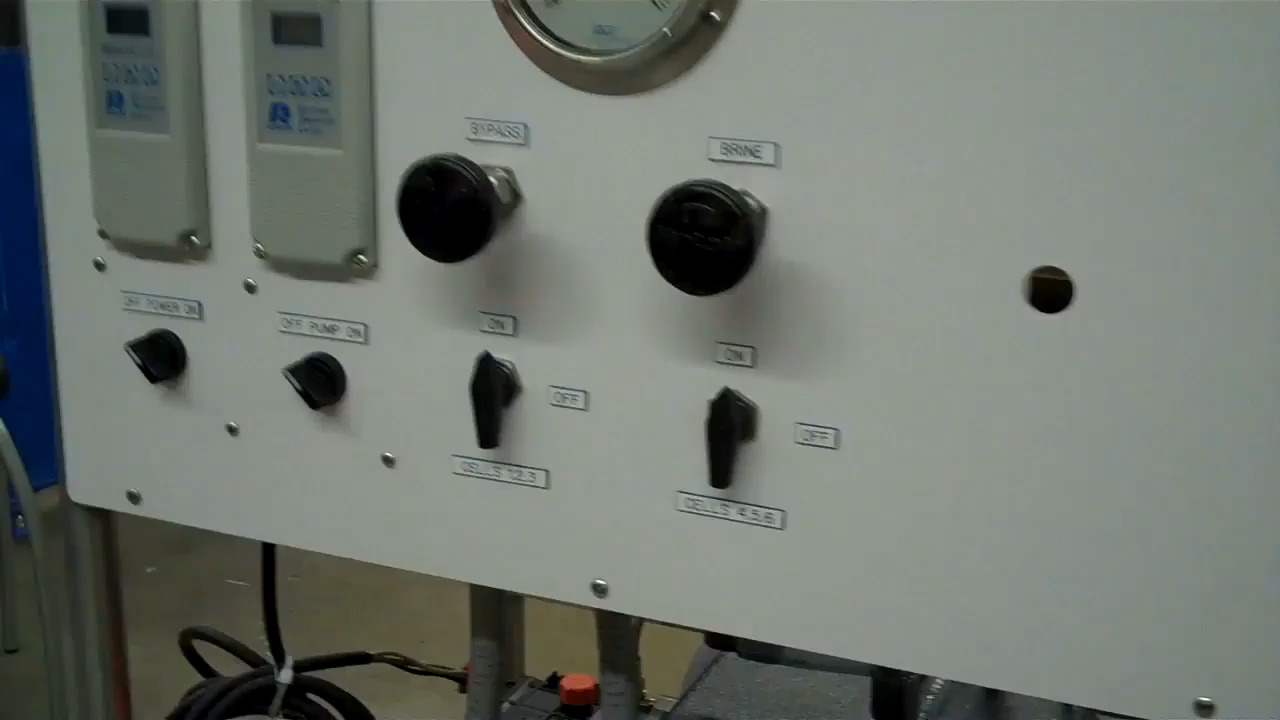 BYPASS
BRINE
OFF POWER ON
OFF PUMP ON
ON
ON
OFF
OFF
CELLS 1,2,3
CELLS 4,5,6